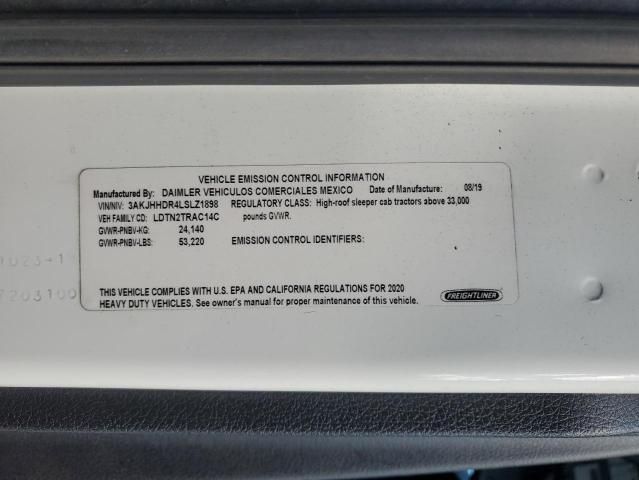 VEHICLE EMISSION CONTROL INFORMATION
Manufactured By: DAIMLER VEHICULOS COMERCIALES MEXICO Date of Manufacture: 08/19
VIN/NIV: 3AKJHHDR4LSLZ1898 REGULATORY CLASS: High-roof sleeper cab tractors above 33,000
VEH FAMILY CD: LDTN2TRAC14C pounds GVWR.
GVWR-PNBV-KG: 24,140
GVWR-PNBV-LBS: 53,220 EMISSION CONTROL IDENTIFIERS:
THIS VEHICLE COMPLIES WITH U.S. EPA AND CALIFORNIA REGULATIONS FOR 2020
HEAVY DUTY VEHICLES. See owner's manual for proper maintenance of this vehicle.
FREIGHTLINER